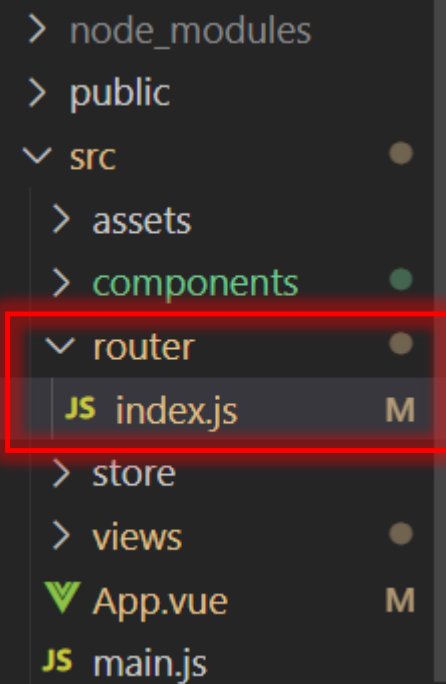 node_modules
public
src
assets
components
router
JS index.js M
store
views
App.vue M
JS main.js